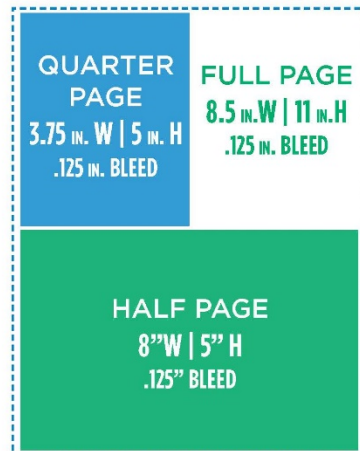 QUARTER
PAGE
3.75 IN. W | 5 IN. H
.125 IN. BLEED
FULL PAGE
8.5 IN.W | 11 IN.H
.125 IN. BLEED
HALF PAGE
8”W | 5” H
.125” BLEED